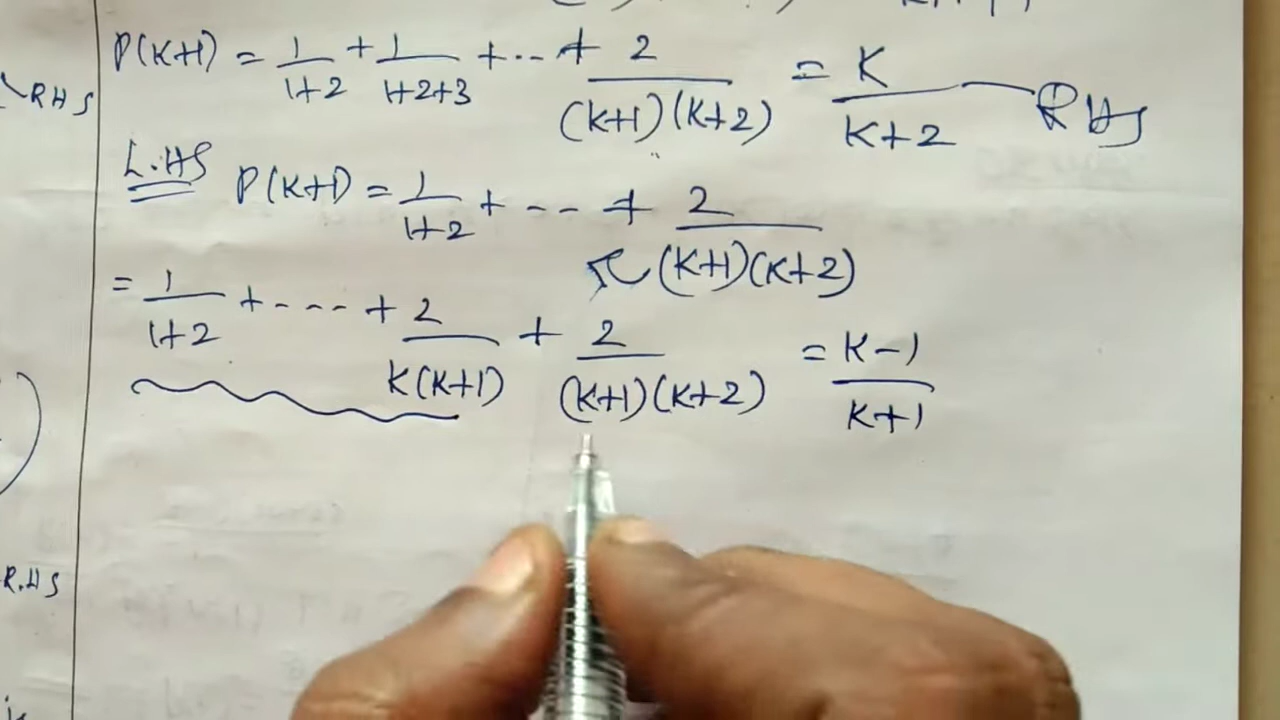 P(K+1) = 1/(1+2) + 1/(1+2+3) + ... + 2/((K+1)(K+2)) = K/(K+2) — RHS
RHS
L.HS P(K+1) = 1/(1+2) + --- + 2/((K+1)(K+2))
= 1/(1+2) + ---- + 2/(K(K+1)) + 2/((K+1)(K+2)) = K-1/(K+1)
R.HS